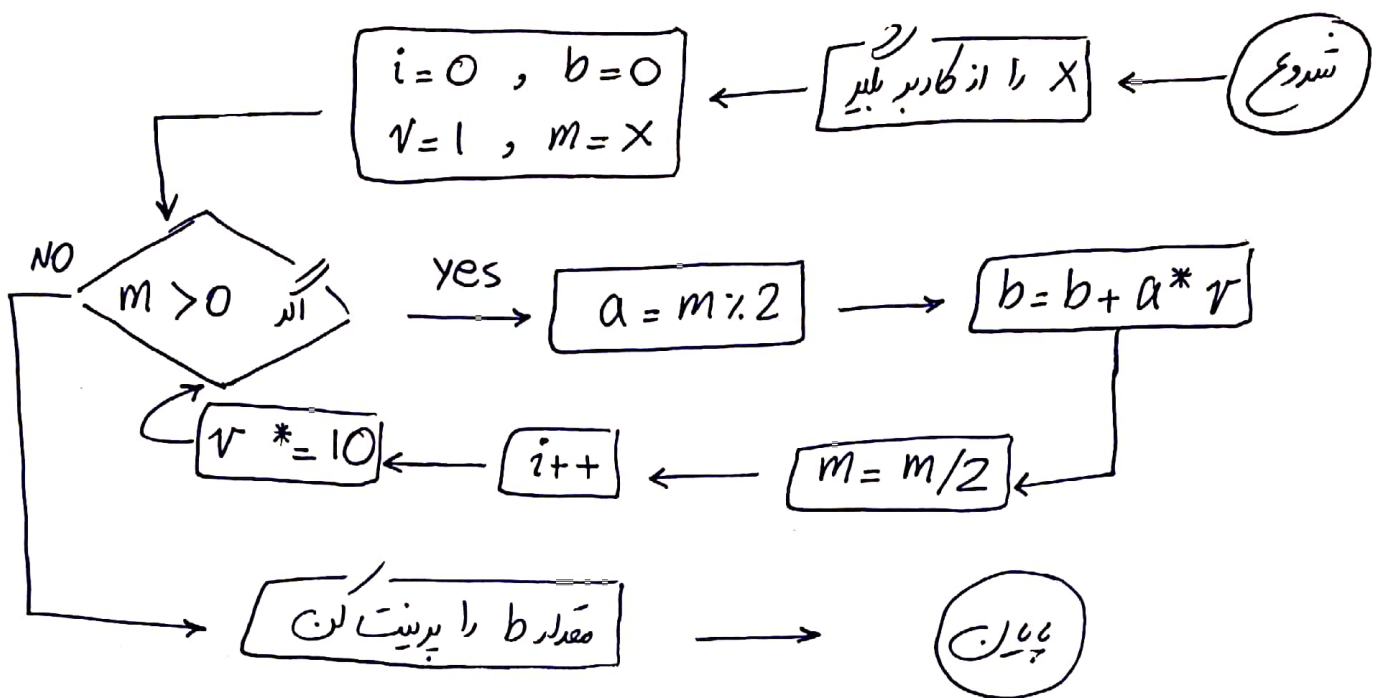 شروع
X را از کاربر بگیر
i = 0 , b = 0
v = 1 , m = X
اگر m > 0
yes
NO
a = m % 2
b = b + a * v
m = m / 2
i++
v *= 10
مقدار b را پرینت کن
پایان